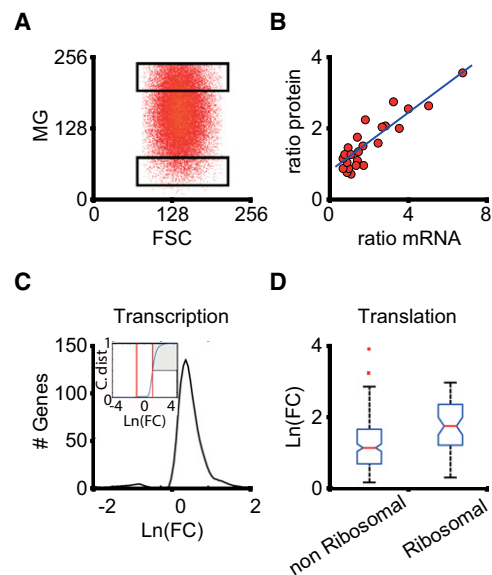 A
256
128
0
MG
0 128 256
FSC
B
4
2
0
ratio protein
0 4 8
ratio mRNA
C
Transcription
150
100
50
0
# Genes
1
0
C. dist.
-4 0 4
Ln(FC)
-2 0 2
Ln(FC)
D
Translation
4
2
0
Ln(FC)
non Ribosomal
Ribosomal